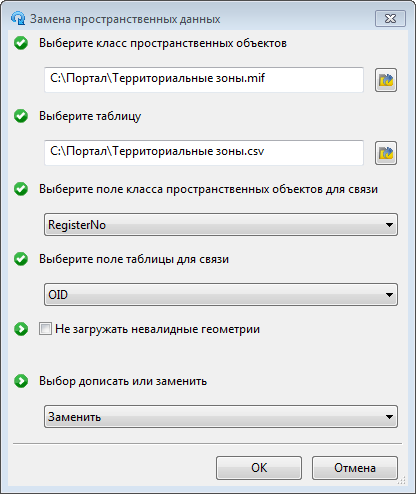 Замена пространственных данных
Выберите класс пространственных объектов
C:\Портал\Территориальные зоны.mif
Выберите таблицу
C:\Портал\Территориальные зоны.csv
Выберите поле класса пространственных объектов для связи
RegisterNo
Выберите поле таблицы для связи
OID
Не загружать невалидные геометрии
Выбор дописать или заменить
Заменить
OK
Отмена